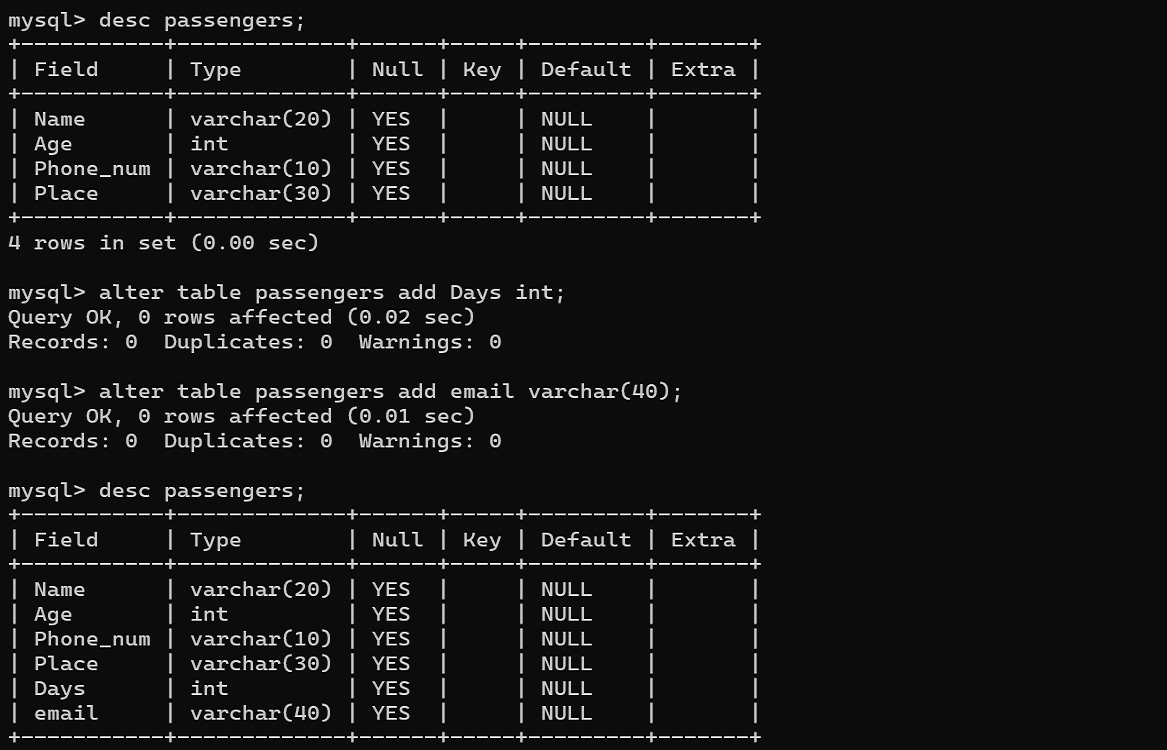 mysql> desc passengers;
+-----------+-------------+------+-----+---------+-------+
| Field     | Type        | Null | Key | Default | Extra |
+-----------+-------------+------+-----+---------+-------+
| Name      | varchar(20) | YES  |     | NULL    |       |
| Age       | int         | YES  |     | NULL    |       |
| Phone_num | varchar(10) | YES  |     | NULL    |       |
| Place     | varchar(30) | YES  |     | NULL    |       |
+-----------+-------------+------+-----+---------+-------+
4 rows in set (0.00 sec)

mysql> alter table passengers add Days int;
Query OK, 0 rows affected (0.02 sec)
Records: 0  Duplicates: 0  Warnings: 0

mysql> alter table passengers add email varchar(40);
Query OK, 0 rows affected (0.01 sec)
Records: 0  Duplicates: 0  Warnings: 0

mysql> desc passengers;
+-----------+-------------+------+-----+---------+-------+
| Field     | Type        | Null | Key | Default | Extra |
+-----------+-------------+------+-----+---------+-------+
| Name      | varchar(20) | YES  |     | NULL    |       |
| Age       | int         | YES  |     | NULL    |       |
| Phone_num | varchar(10) | YES  |     | NULL    |       |
| Place     | varchar(30) | YES  |     | NULL    |       |
| Days      | int         | YES  |     | NULL    |       |
| email     | varchar(40) | YES  |     | NULL    |       |
+-----------+-------------+------+-----+---------+-------+